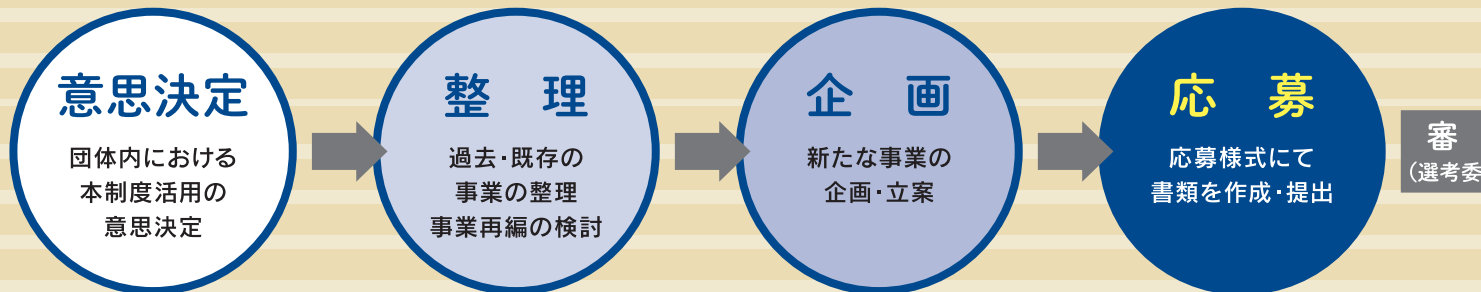 意思決定
団体内における
本制度活用の
意思決定
整　理
過去・既存の
事業の整理
事業再編の検討
企　画
新たな事業の
企画・立案
応　募
応募様式にて
書類を作成・提出
審
（選考委